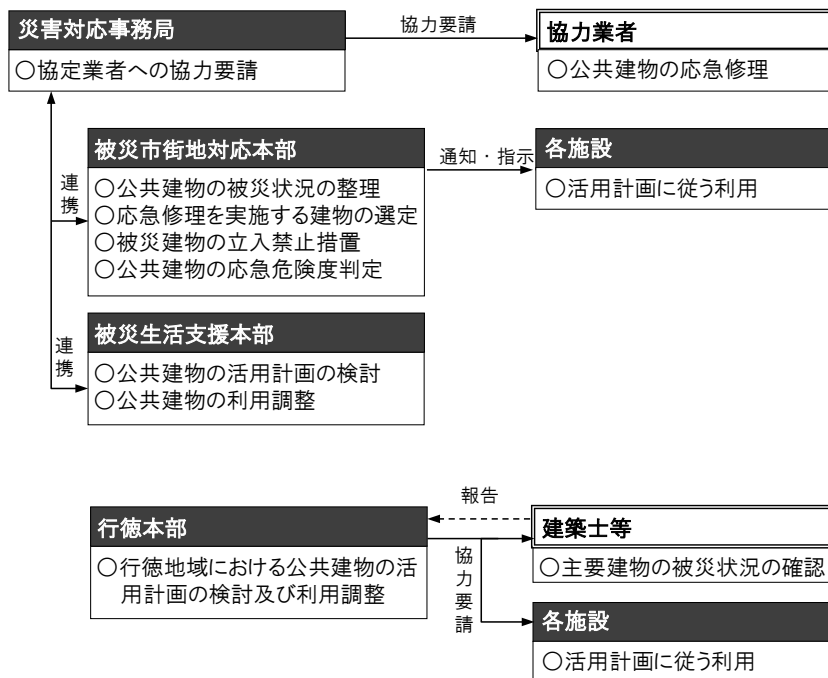 災害対応事務局
○協定業者への協力要請
協力要請
協力業者
○公共建物の応急修理
連携
被災市街地対応本部
○公共建物の被災状況の整理
○応急修理を実施する建物の選定
○被災建物の立入禁止措置
○公共建物の応急危険度判定
通知・指示
各施設
○活用計画に従う利用
連携
被災生活支援本部
○公共建物の活用計画の検討
○公共建物の利用調整
行徳本部
○行徳地域における公共建物の活
用計画の検討及び利用調整
報告
協力要請
建築士等
○主要建物の被災状況の確認
各施設
○活用計画に従う利用